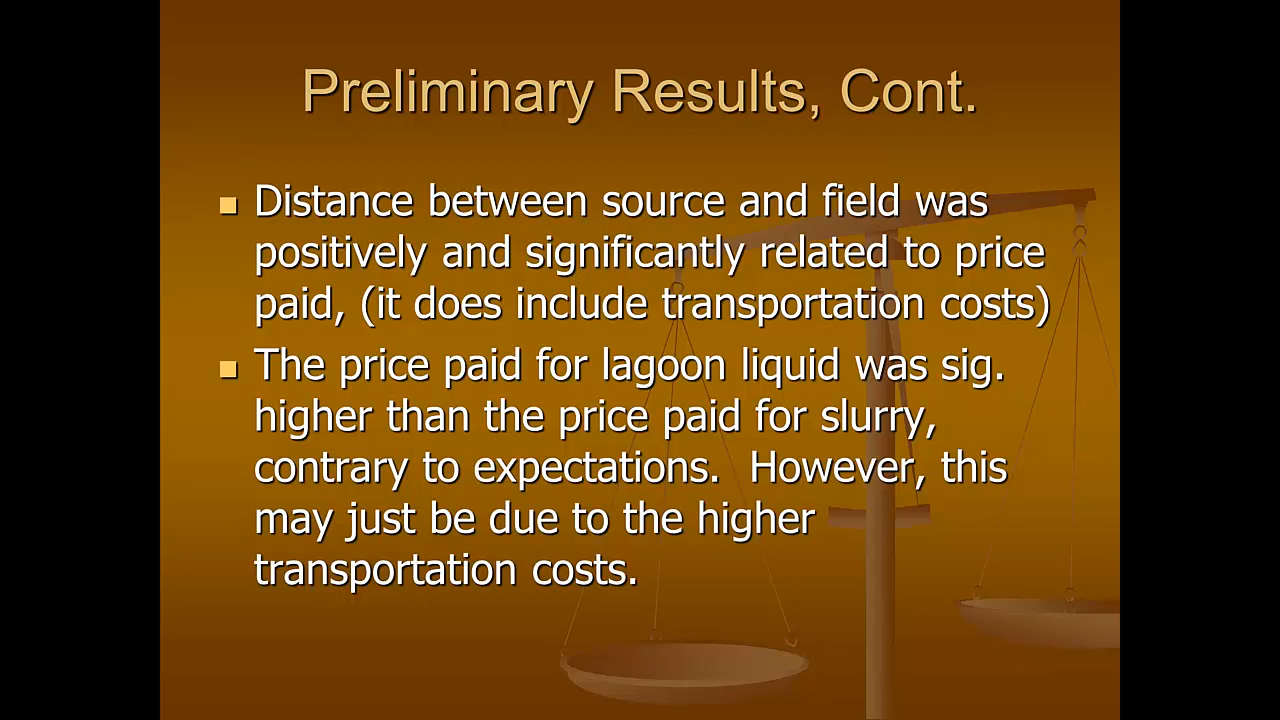 Preliminary Results, Cont.
Distance between source and field was
positively and significantly related to price
paid, (it does include transportation costs)
The price paid for lagoon liquid was sig.
higher than the price paid for slurry,
contrary to expectations.  However, this
may just be due to the higher
transportation costs.